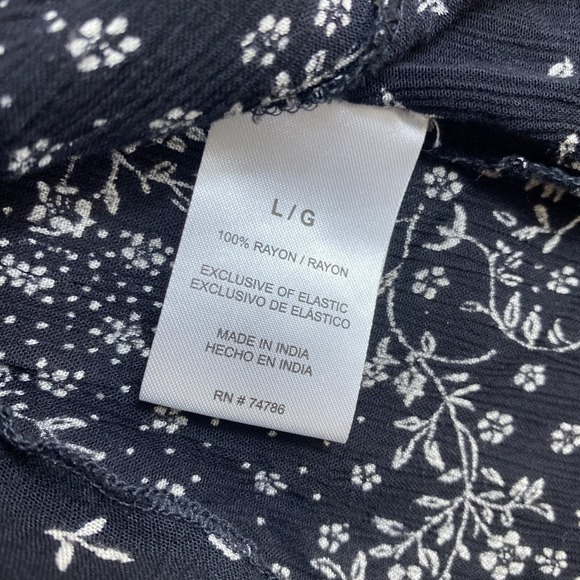 L / G
100% RAYON / RAYON
EXCLUSIVE OF ELASTIC
EXCLUSIVO DE ELÁSTICO
MADE IN INDIA
HECHO EN INDIA
RN # 74786